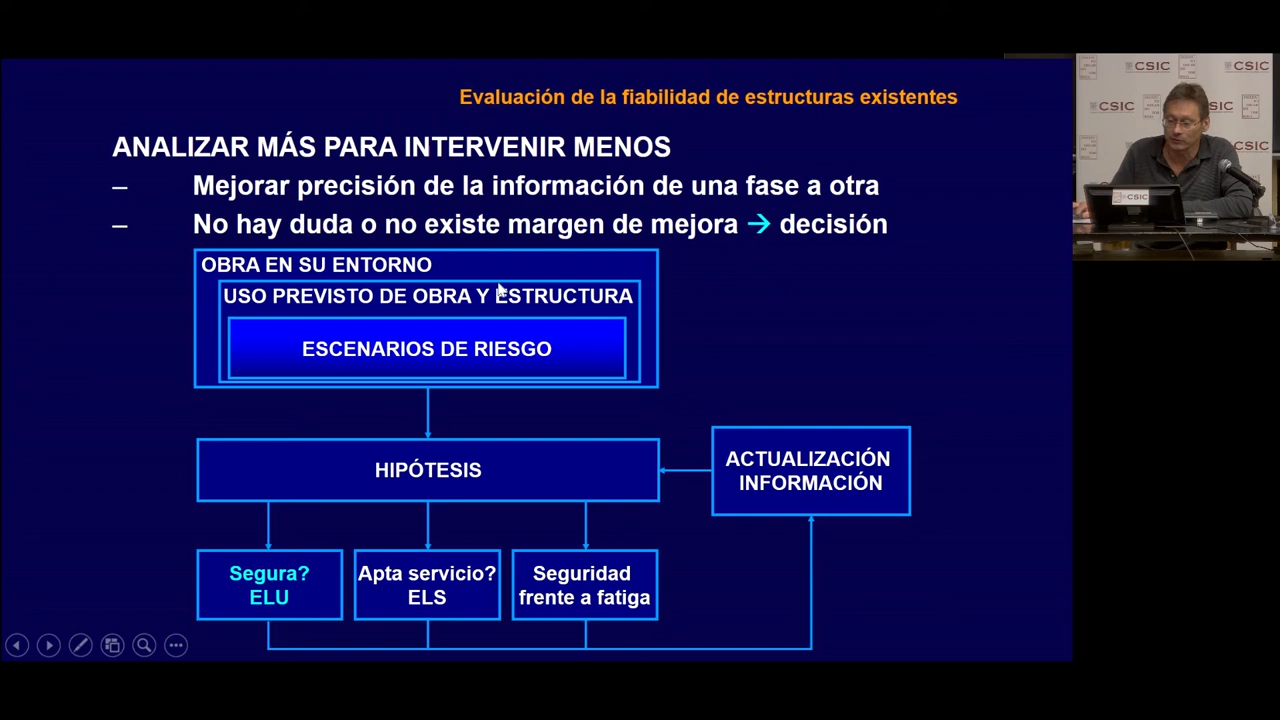 Evaluación de la fiabilidad de estructuras existentes
ANALIZAR MÁS PARA INTERVENIR MENOS
– Mejorar precisión de la información de una fase a otra
– No hay duda o no existe margen de mejora → decisión
OBRA EN SU ENTORNO
USO PREVISTO DE OBRA Y ESTRUCTURA
ESCENARIOS DE RIESGO
HIPÓTESIS
ACTUALIZACIÓN
INFORMACIÓN
Segura?
ELU
Apta servicio?
ELS
Seguridad
frente a fatiga
CSIC
CSIC
CSIC
CSIC
CSIC
CSIC